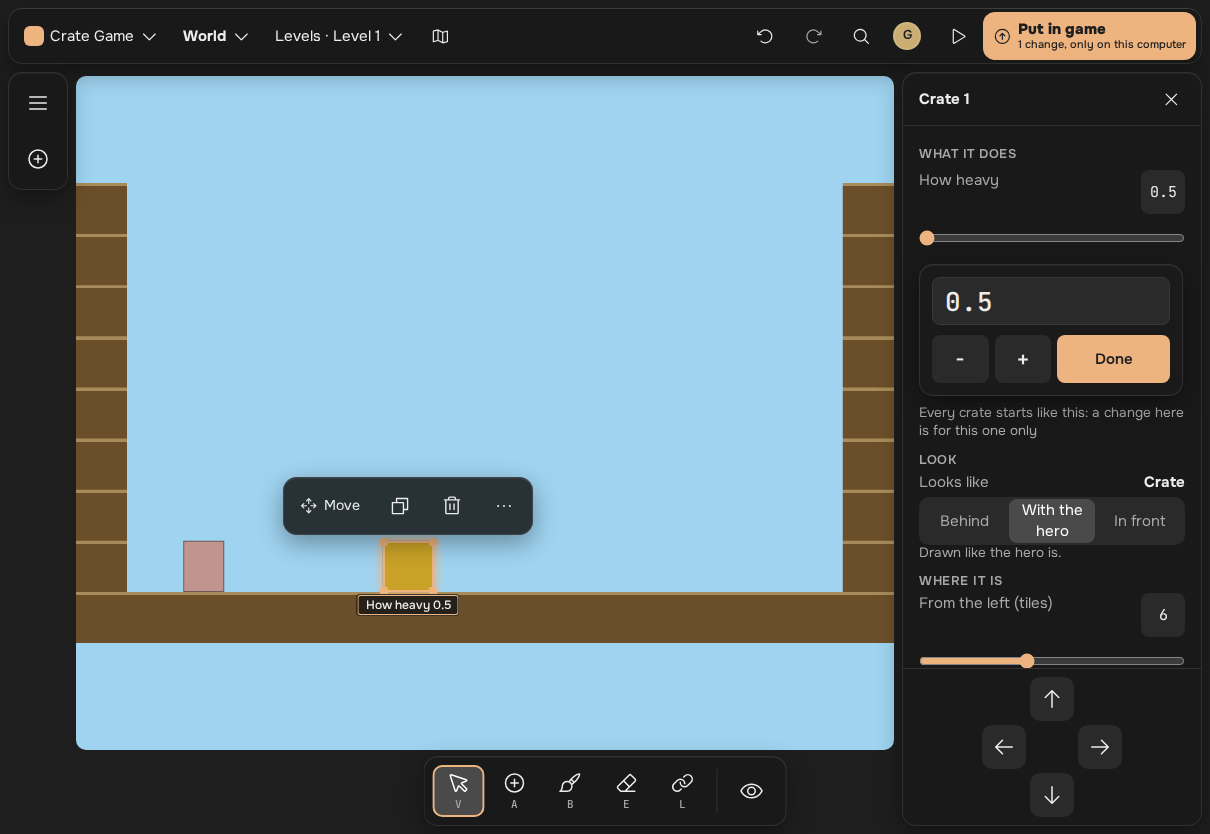 Crate Game
World
Levels · Level 1
G
Put in game
1 change, only on this computer
Crate 1
WHAT IT DOES
How heavy
0.5
0.5
-
+
Done
Every crate starts like this: a change here
is for this one only
LOOK
Looks like
Crate
Behind
With the
hero
In front
Drawn like the hero is.
WHERE IT IS
From the left (tiles)
6
Move
How heavy 0.5
V
A
B
E
L